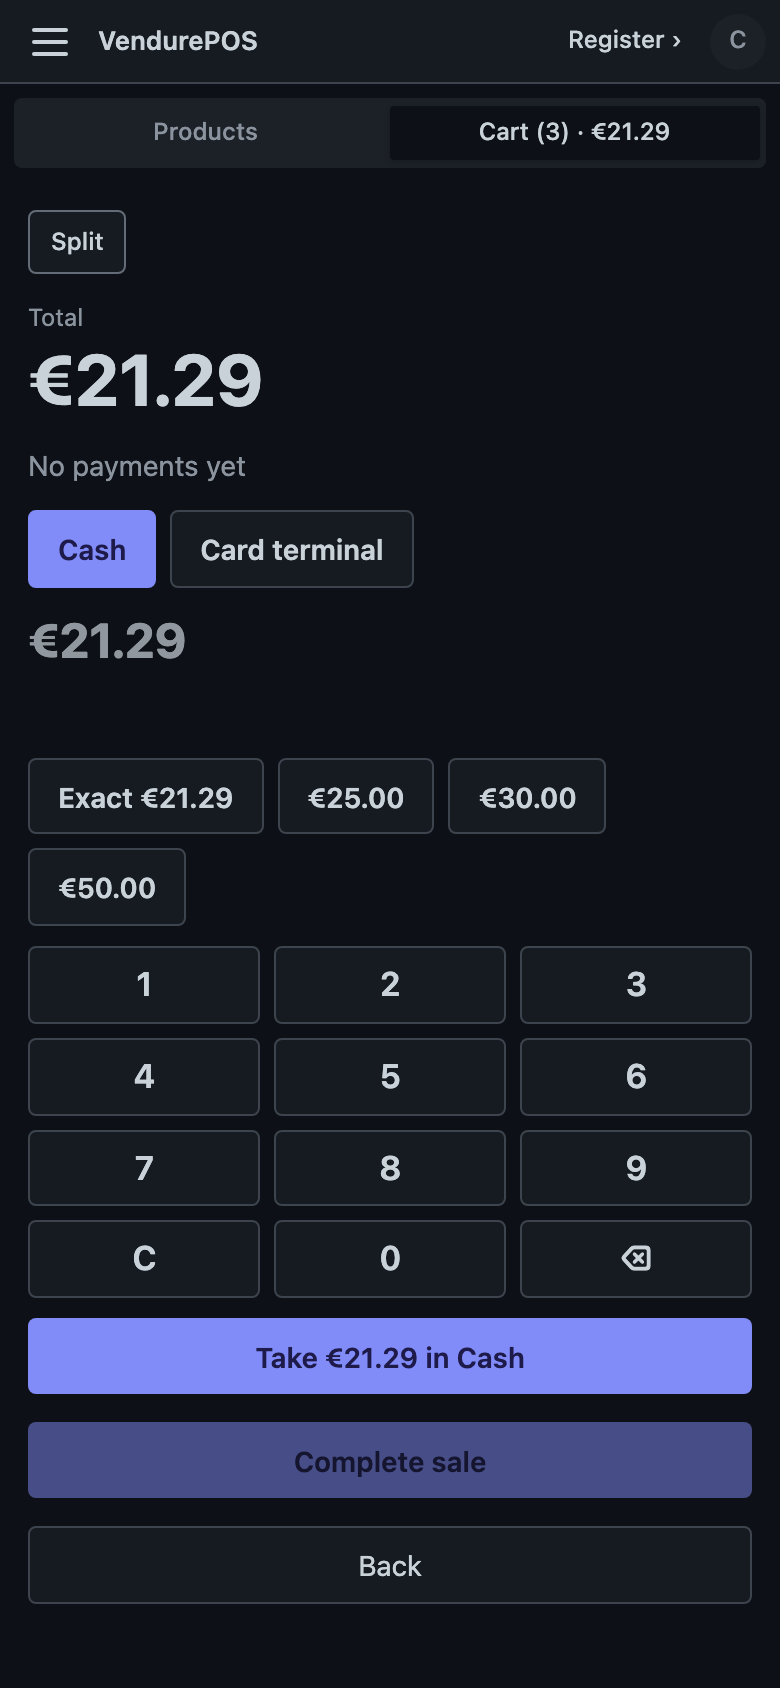 VendurePOS
Register ›
C
Products
Cart (3) · €21.29
Split
Total
€21.29
No payments yet
Cash
Card terminal
€21.29
Exact €21.29
€25.00
€30.00
€50.00
1
2
3
4
5
6
7
8
9
C
0
Take €21.29 in Cash
Complete sale
Back